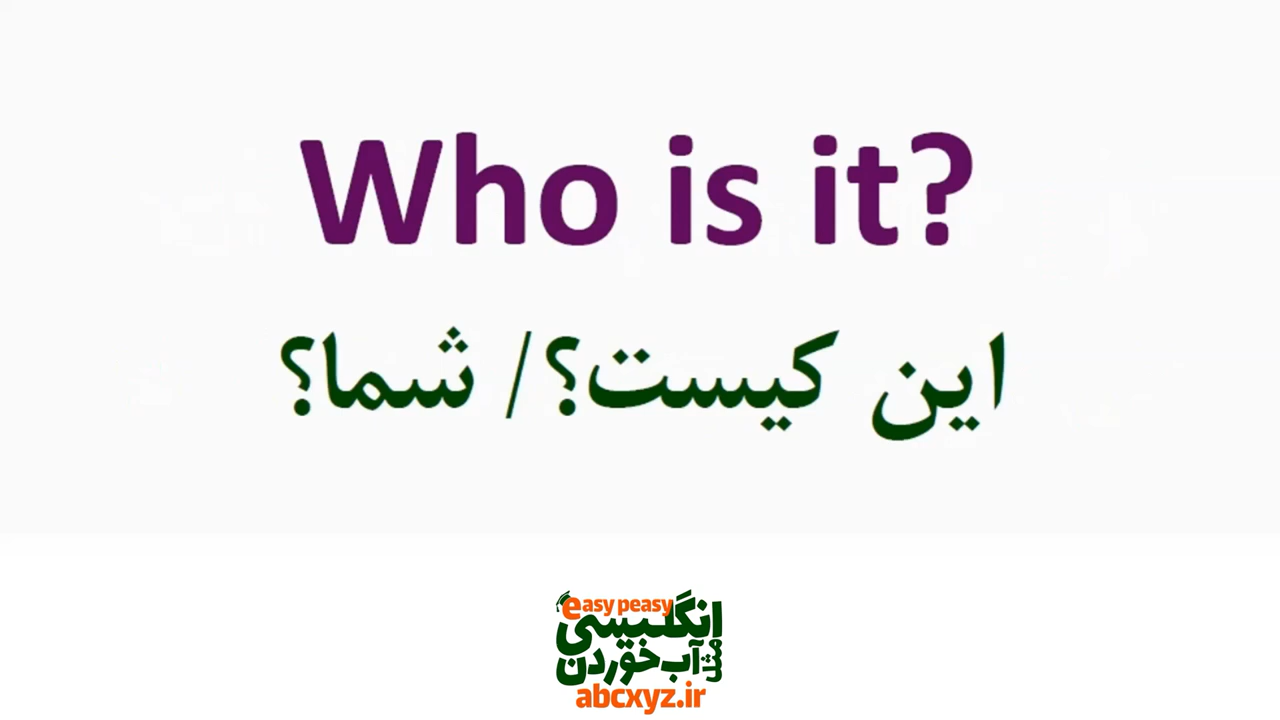 Who is it?
این کیست؟/ شما؟
easy peasy
انگلیسی
مثل آب خوردن
abcxyz.ir